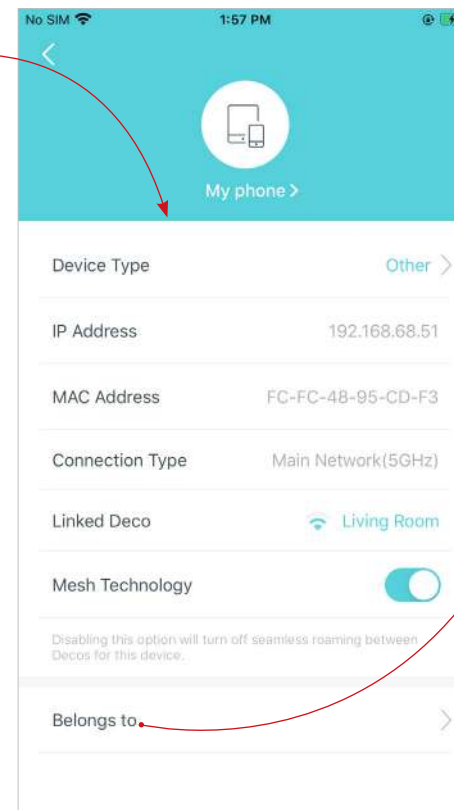 No SIM 1:57 PM
My phone >
Device Type Other >
IP Address 192.168.68.51
MAC Address FC-FC-48-95-CD-F3
Connection Type Main Network(5GHz)
Linked Deco Living Room
Mesh Technology
Disabling this option will turn off seamless roaming between
Decos for this device.
Belongs to >